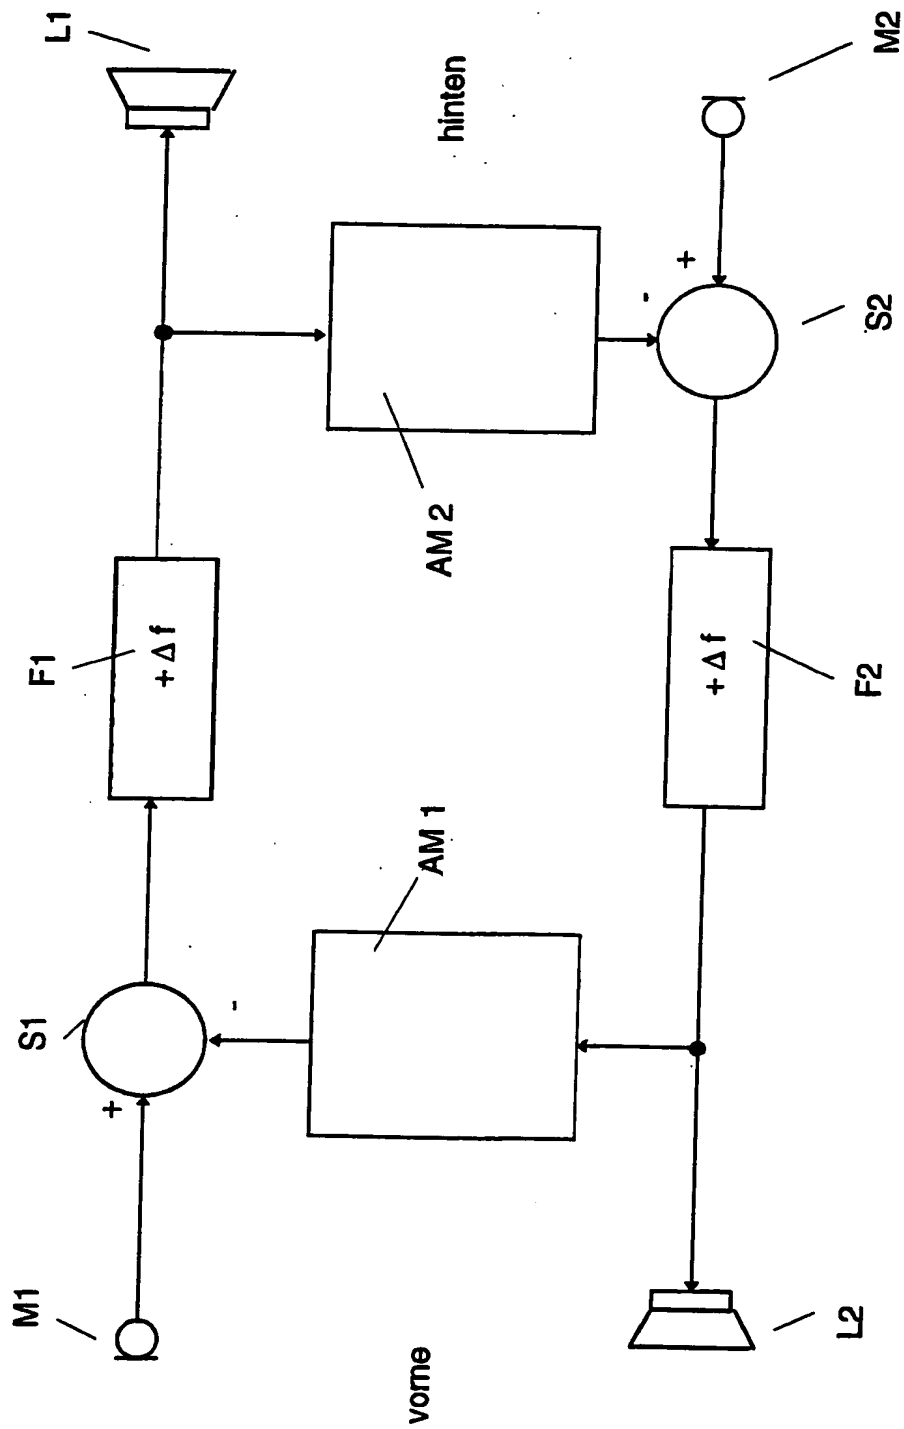 M1
S1
F1
L1
+
+ Δ f
-
vorne
AM 1
AM 2
hinten
-
+
+ Δ f
L2
F2
S2
M2